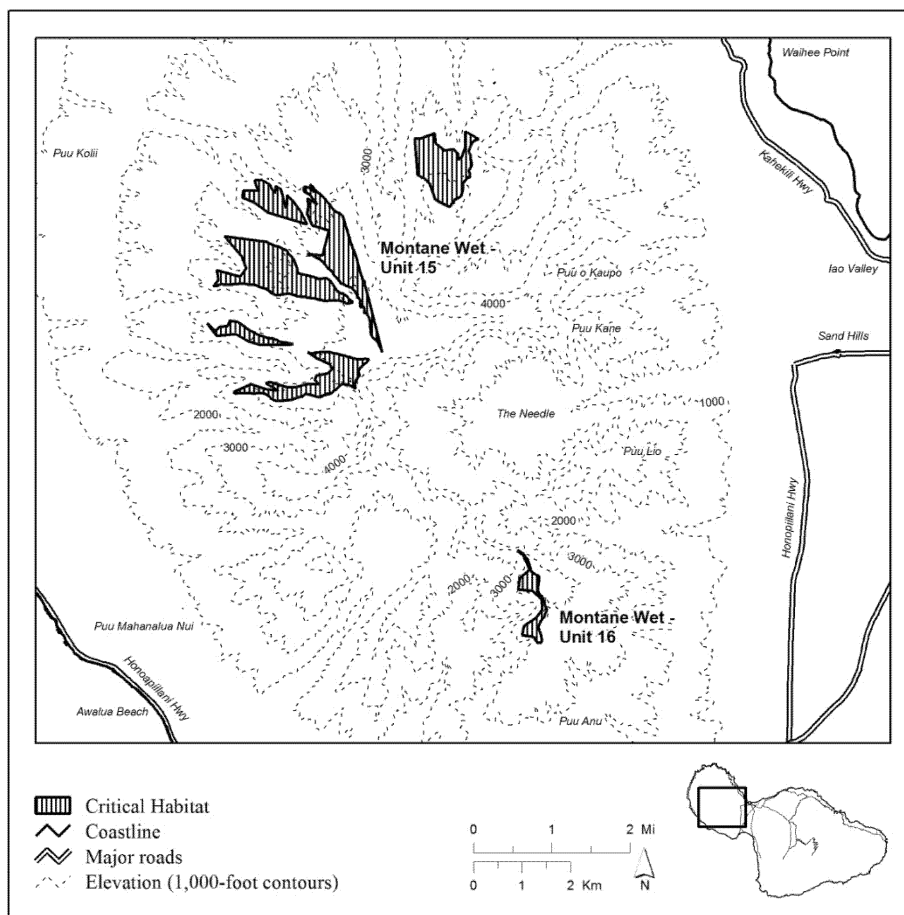 Waihee Point
Puu Kolii
3000
Kahekili Hwy
Montane Wet -
Unit 15
Puu o Kaupo
Iao Valley
4000
Puu Kane
Sand Hills
2000
The Needle
1000
3000
Puu Lio
4000
Honopiilani Hwy
2000
3000
2000
3000
Montane Wet -
Unit 16
Puu Mahanalua Nui
Honoapiilani Hwy
Awalua Beach
Puu Anu
Critical Habitat
Coastline
Major roads
Elevation (1,000-foot contours)
0 1 2 Mi
0 1 2 Km
N